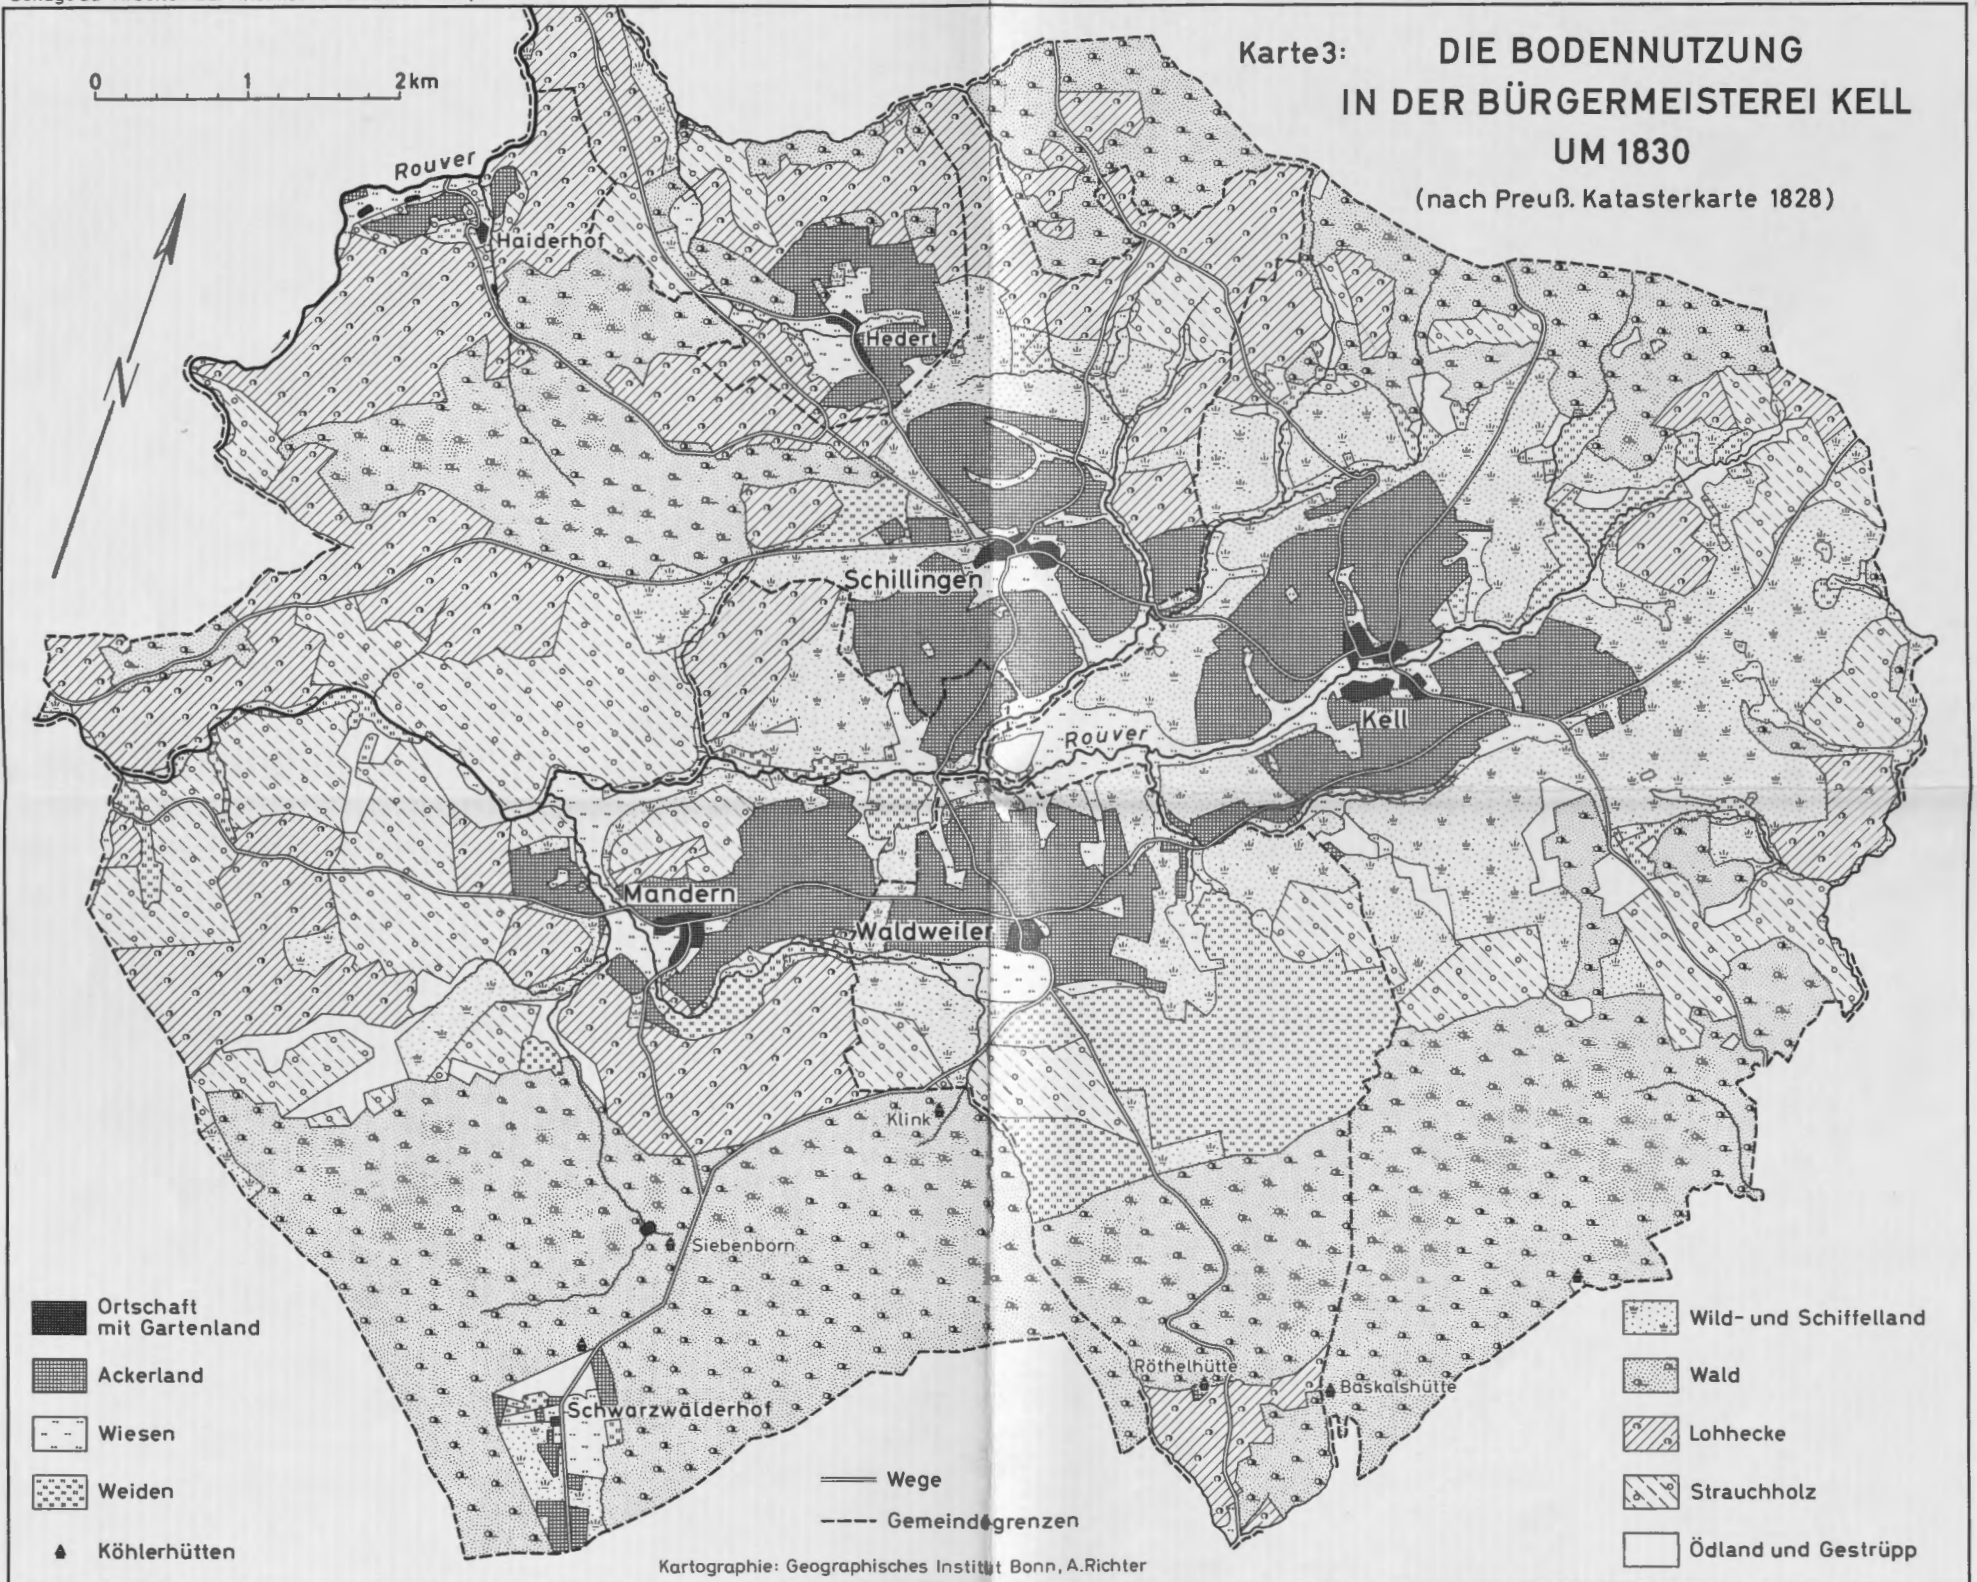 Karte 3:
DIE BODENNUTZUNG
IN DER BÜRGERMEISTEREI KELL
UM 1830
(nach Preuß. Katasterkarte 1828)
0 1 2 km
Rouver
Haiderhof
Hedert
Schillingen
Kell
Rouver
Mandern
Waldweiler
Klink
Siebenborn
Röthelhütte
Baskalshütte
Schwarzwälderhof
Ortschaft
mit Gartenland
Ackerland
Wiesen
Weiden
Köhlerhütten
Wege
Gemeindegrenzen
Wild- und Schiffelland
Wald
Lohhecke
Strauchholz
Ödland und Gestrüpp
Kartographie: Geographisches Institut Bonn, A. Richter